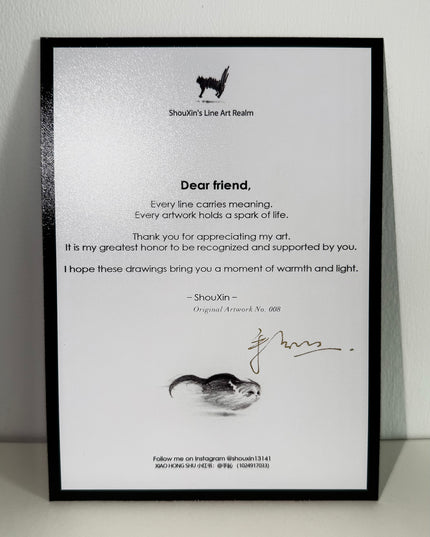 ShouXin's Line Art Realm
Dear friend,
Every line carries meaning.
Every artwork holds a spark of life.
Thank you for appreciating my art.
It is my greatest honor to be recognized and supported by you.
I hope these drawings bring you a moment of warmth and light.
– ShouXin –
Original Artwork No. 008
Follow me on Instagram @shouxin13141
XIAO HONG SHU 小红书: @手 (1024917033)